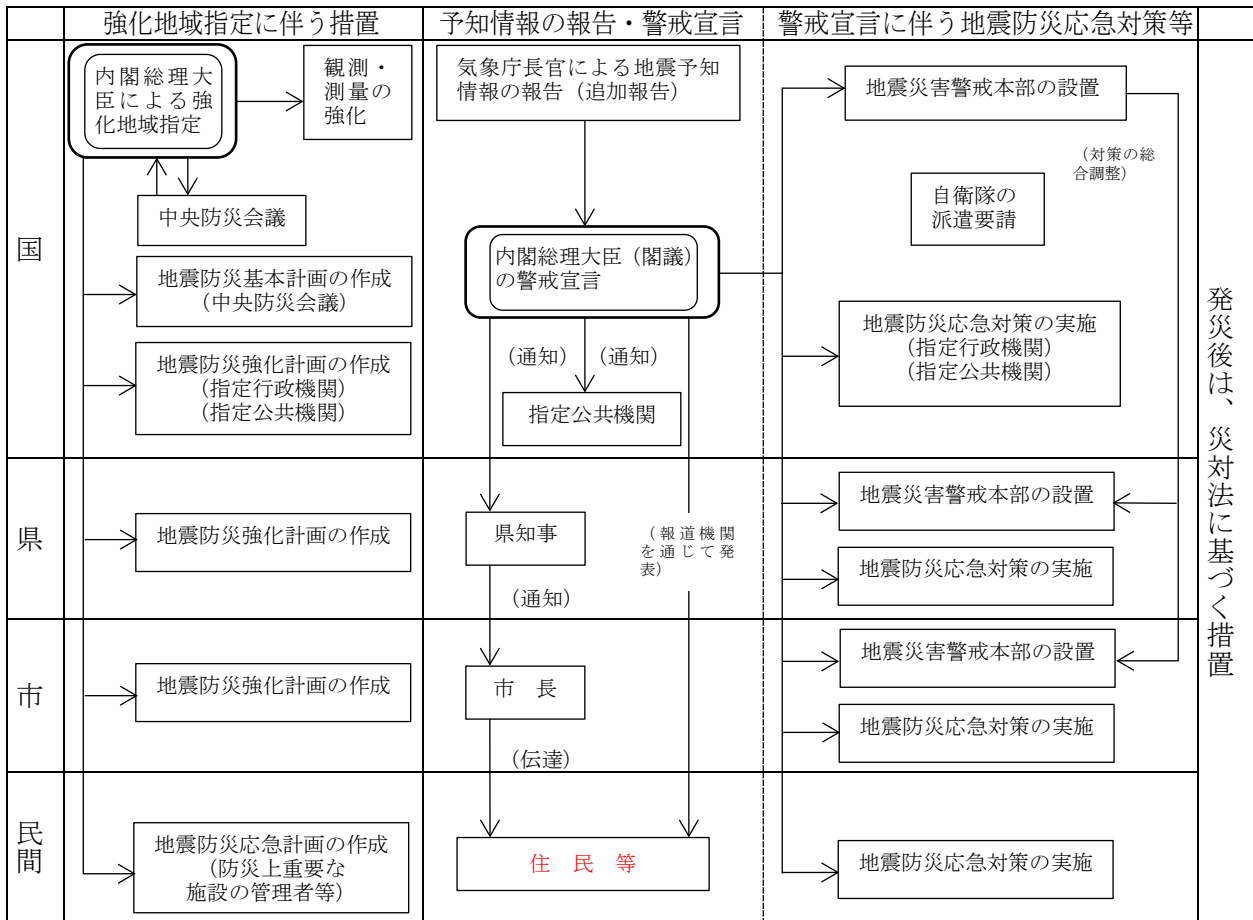 強化地域指定に伴う措置
予知情報の報告・警戒宣言
警戒宣言に伴う地震防災応急対策等
国
内閣総理大
臣による強
化地域指定
観測・
測量の
強化
中央防災会議
地震防災基本計画の作成
（中央防災会議）
地震防災強化計画の作成
（指定行政機関）
（指定公共機関）
気象庁長官による地震予知
情報の報告（追加報告）
内閣総理大臣（閣議）
の警戒宣言
（通知）
（通知）
指定公共機関
地震災害警戒本部の設置
（対策の総
合調整）
自衛隊の
派遣要請
地震防災応急対策の実施
（指定行政機関）
（指定公共機関）
県
地震防災強化計画の作成
県知事
（通知）
（報道機関
を通じて発
表）
地震災害警戒本部の設置
地震防災応急対策の実施
市
地震防災強化計画の作成
市　長
（伝達）
地震災害警戒本部の設置
地震防災応急対策の実施
民間
地震防災応急計画の作成
（防災上重要な
施設の管理者等）
住　民　等
地震防災応急対策の実施
発災後は、災対法に基づく措置